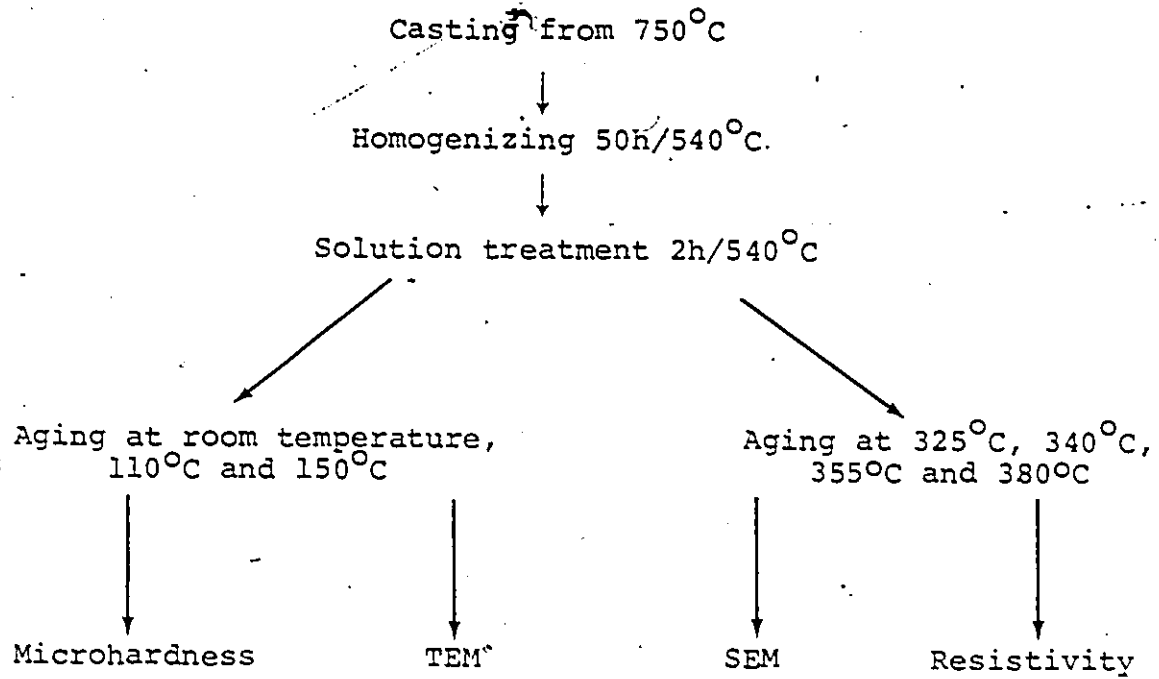 Casting from 750°C
Homogenizing 50h/540°C.
Solution treatment 2h/540°C
Aging at room temperature,
110°C and 150°C
Aging at 325°C, 340°C,
355°C and 380°C
Microhardness
TEM
SEM
Resistivity